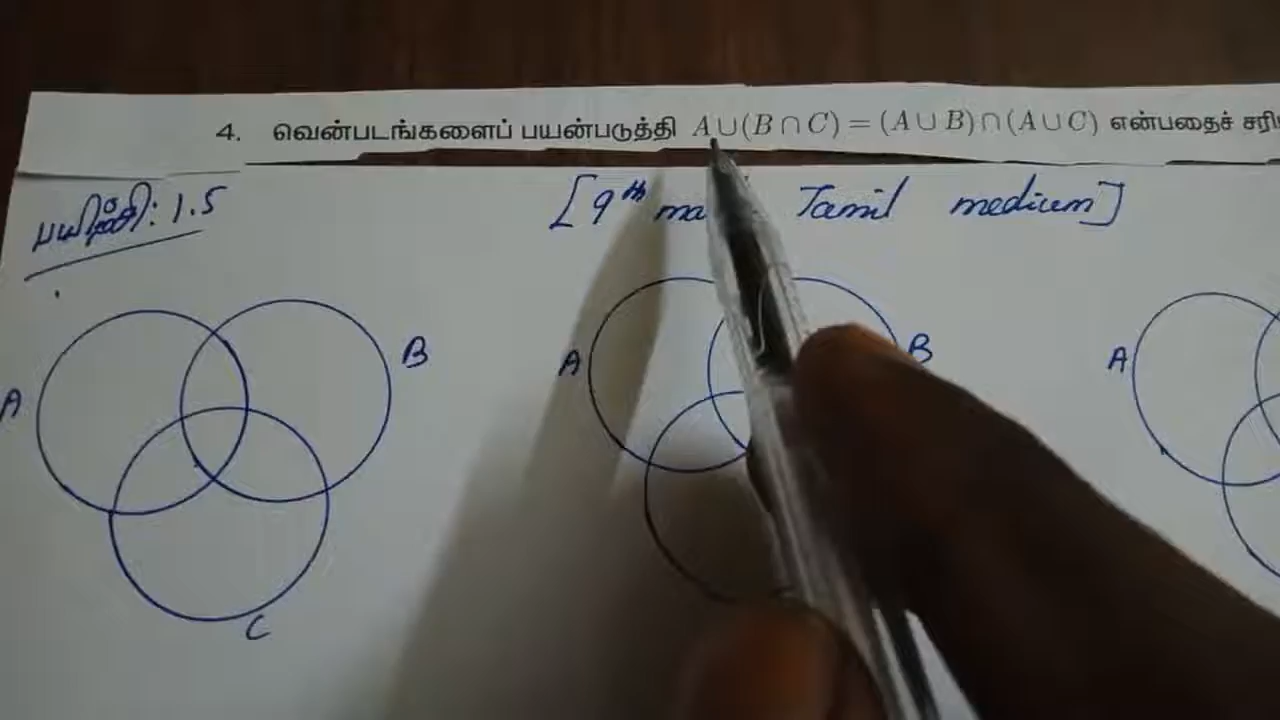 4. வென்படங்களைப் பயன்படுத்தி A∪(B∩C)=(A∪B)∩(A∪C) என்பதைச்
பயிற்சி: 1.5
[9th Tamil medium]
A B A B A
C